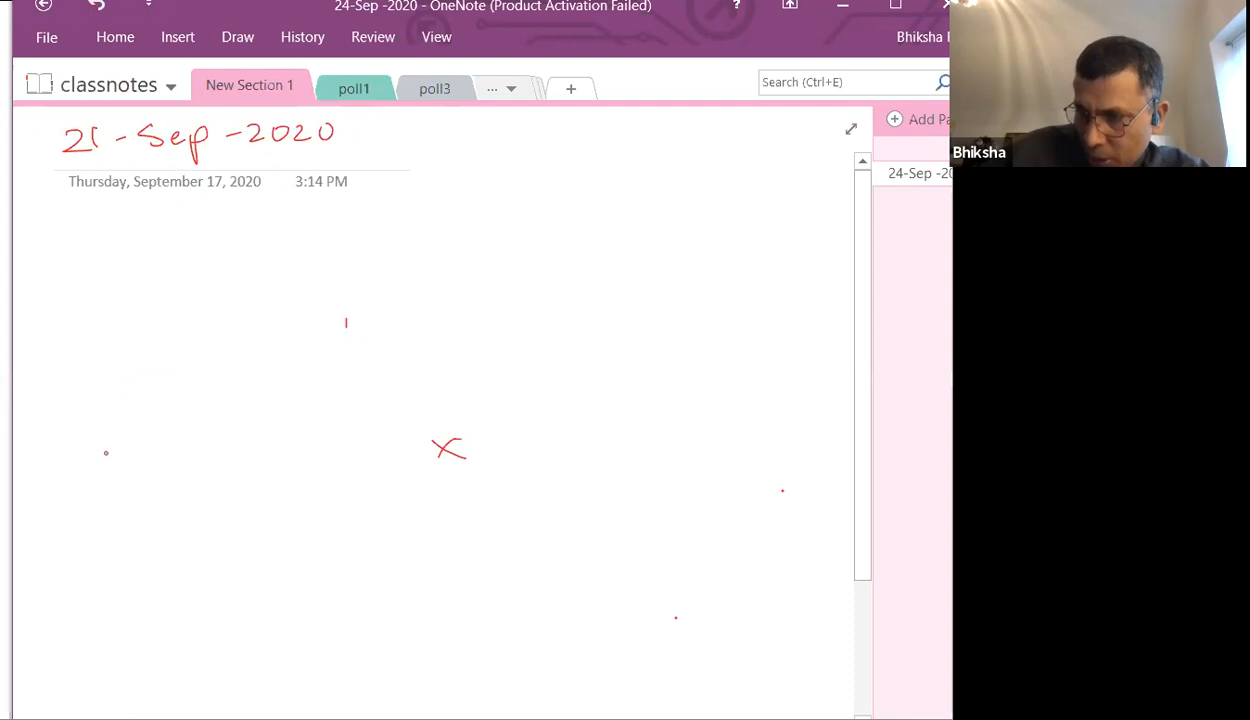 24-Sep -2020 - OneNote (Product Activation Failed)
?
File Home Insert Draw History Review View
Bhiksha
classnotes
New Section 1
poll1
poll3
...
+
Search (Ctrl+E)
21-Sep-2020
Add Pa
Bhiksha
Thursday, September 17, 2020 3:14 PM
24-Sep -20
X